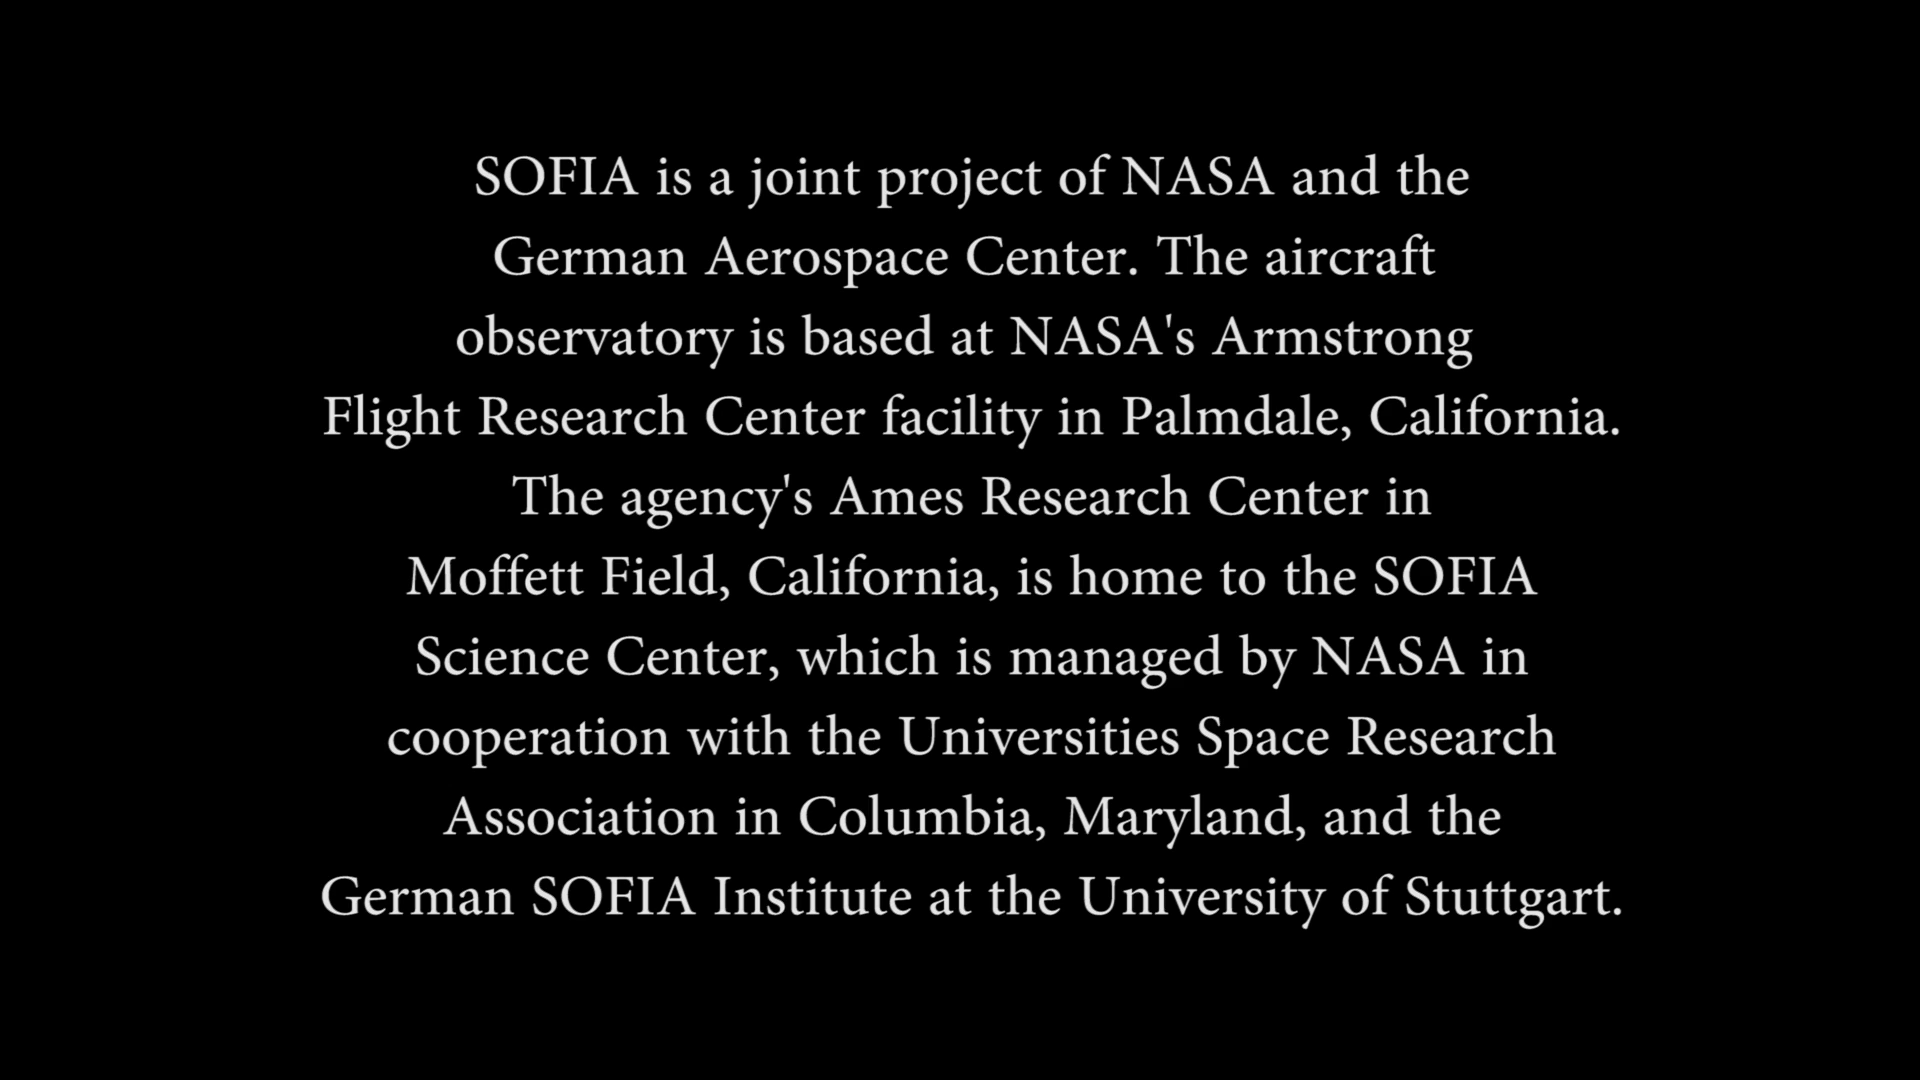 SOFIA is a joint project of NASA and the
German Aerospace Center. The aircraft
observatory is based at NASA's Armstrong
Flight Research Center facility in Palmdale, California.
The agency's Ames Research Center in
Moffett Field, California, is home to the SOFIA
Science Center, which is managed by NASA in
cooperation with the Universities Space Research
Association in Columbia, Maryland, and the
German SOFIA Institute at the University of Stuttgart.